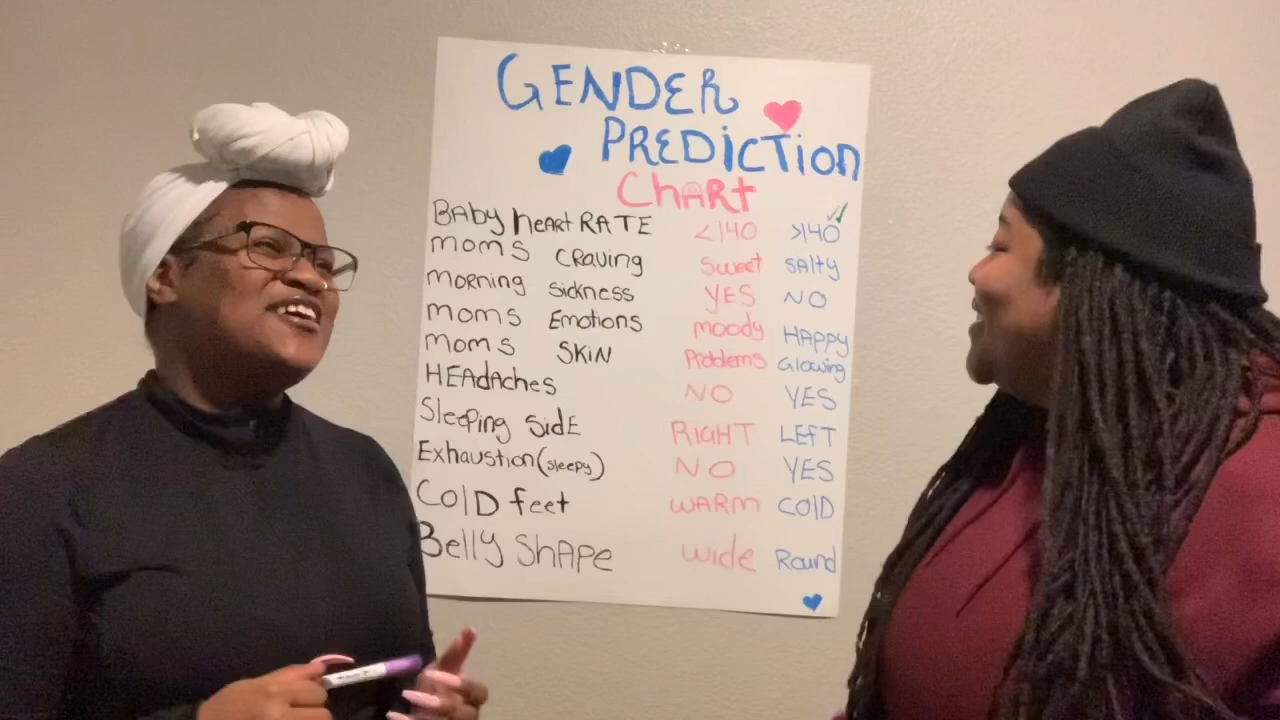 GENDER
PREDICTION
CHART
BABy heART RATE <140 >140
moms CRAVing Sweet SAlty
MORNING Sickness YES NO
moms Emotions moody HAPPy
moms SKIN Problems Glowing
HEAdAches NO YES
Sleeping SidE RIGHT LEFT
Exhaustion (sleepy) NO YES
COlD feet WARM COlD
Belly ShApe wide Round